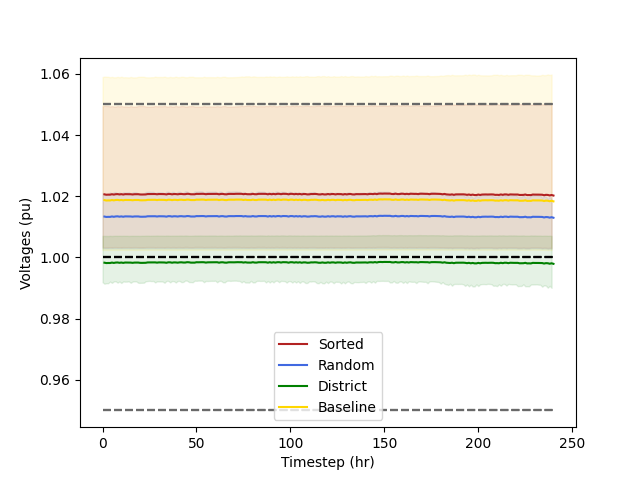 1.06
1.04
1.02
1.00
0.98
0.96
Voltages (pu)
Sorted
Random
District
Baseline
0 50 100 150 200 250
Timestep (hr)